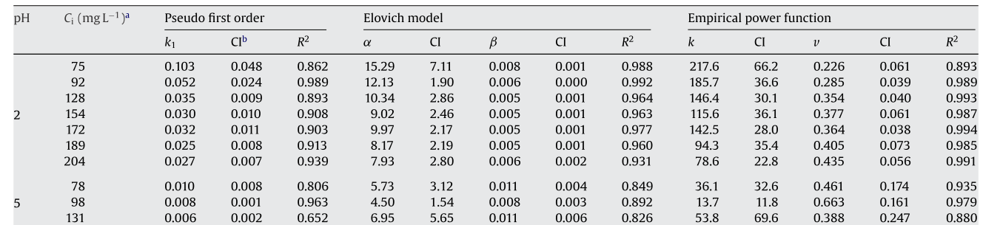 pH Ci (mg L−1)a Pseudo first order Elovich model Empirical power function
k1 CIb R2 α CI β CI R2 k CI ν CI R2
75 0.103 0.048 0.862 15.29 7.11 0.008 0.001 0.988 217.6 66.2 0.226 0.061 0.893
92 0.052 0.024 0.989 12.13 1.90 0.006 0.000 0.992 185.7 36.6 0.285 0.039 0.989
128 0.035 0.009 0.893 10.34 2.86 0.005 0.001 0.964 146.4 30.1 0.354 0.040 0.993
2 154 0.030 0.010 0.908 9.02 2.46 0.005 0.001 0.963 115.6 36.1 0.377 0.061 0.987
172 0.032 0.011 0.903 9.97 2.17 0.005 0.001 0.977 142.5 28.0 0.364 0.038 0.994
189 0.025 0.008 0.913 8.17 2.19 0.005 0.001 0.960 94.3 35.4 0.405 0.073 0.985
204 0.027 0.007 0.939 7.93 2.80 0.006 0.002 0.931 78.6 22.8 0.435 0.056 0.991
78 0.010 0.008 0.806 5.73 3.12 0.011 0.004 0.849 36.1 32.6 0.461 0.174 0.935
5 98 0.008 0.001 0.963 4.50 1.54 0.008 0.003 0.892 13.7 11.8 0.663 0.161 0.979
131 0.006 0.002 0.652 6.95 5.65 0.011 0.006 0.826 53.8 69.6 0.388 0.247 0.880